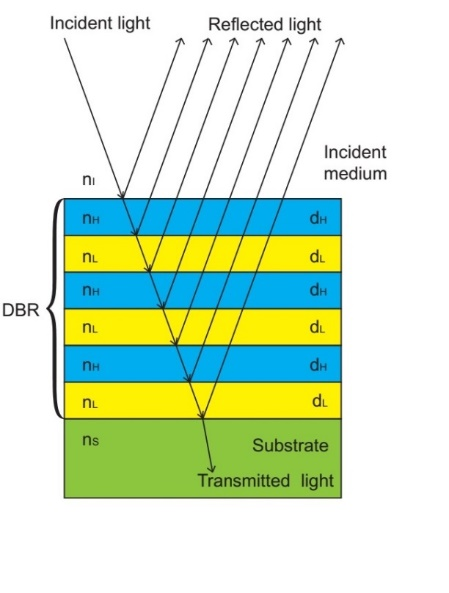 Incident light
Reflected light
Incident
medium
nI
nH dH
nL dL
DBR
nH dH
nL dL
nH dH
nL dL
nS
Substrate
Transmitted light